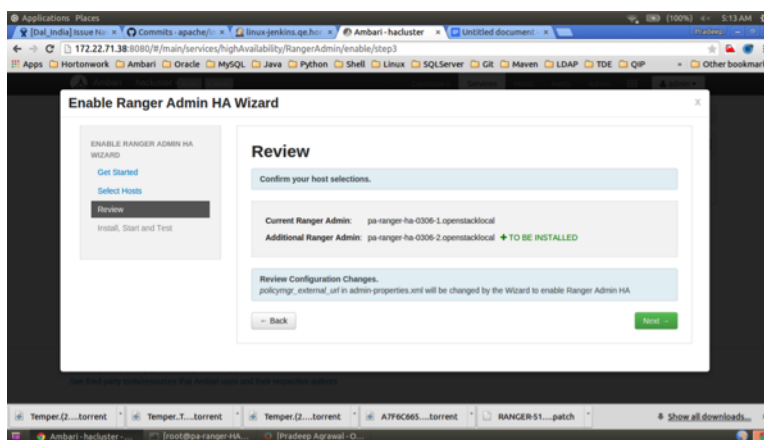 Applications Places
(100%)
5:13 AM
[Dal_India] Issue Na
Commits · apache/
linux-jenkins.qe.hor
Ambari - hacluster
Untitled document
172.22.71.38:8080/#/main/services/highAvailability/RangerAdmin/enable/step3
Apps Hortonwork Ambari Oracle MySQL Java Python Shell Linux SQLServer Git Maven LDAP TDE QIP » Other bookmar
Enable Ranger Admin HA Wizard X
ENABLE RANGER ADMIN HA
WIZARD
Get Started
Select Hosts
Review
Install, Start and Test
Review
Confirm your host selections.
Current Ranger Admin: pa-ranger-ha-0306-1.openstacklocal
Additional Ranger Admin: pa-ranger-ha-0306-2.openstacklocal + TO BE INSTALLED
Review Configuration Changes.
policymgr_external_url in admin-properties.xml will be changed by the Wizard to enable Ranger Admin HA
← Back
Next →
Temper.(2....torrent
Temper..T....torrent
Temper.(2....torrent
A7F6C665....torrent
RANGER-51....patch
Show all downloads...
Ambari - hacluster -...
[root@pa-ranger-HA...
[Pradeep Agrawal - O...